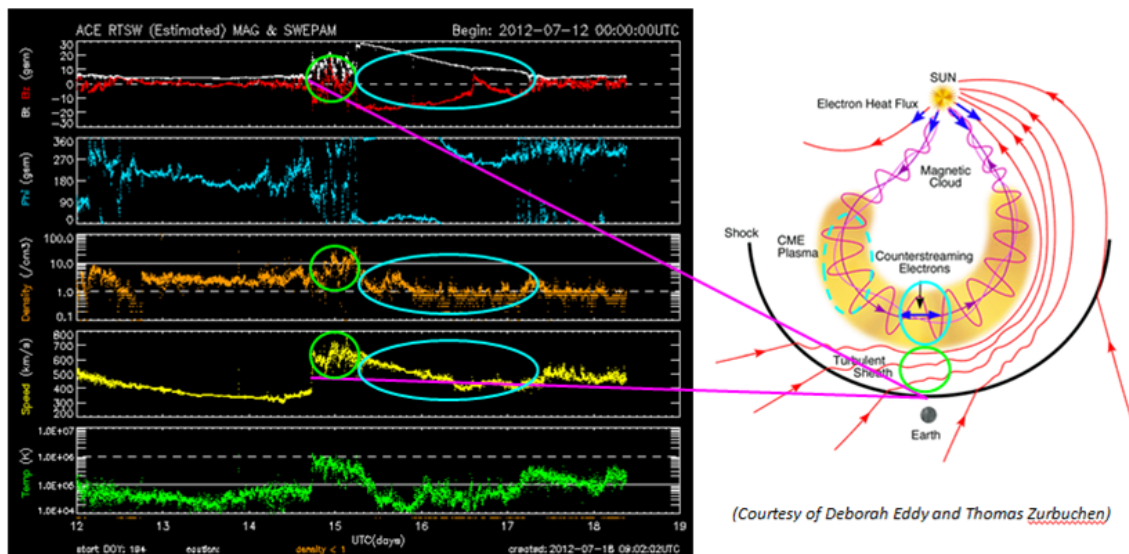 ACE RTSW (Estimated) MAG & SWEPAM Begin: 2012-07-12 00:00:00UTC
30
20
10
0
-10
-20
-30
Bt Bz (gsm)
360
270
180
90
0
Phi (gsm)
100.0
10.0
1.0
0.1
Density (/cm3)
800
700
600
500
400
300
200
Speed (km/s)
1.0E+07
1.0E+06
1.0E+05
1.0E+04
Temp (K)
12 13 14 15 16 17 18 19
UTC(days)
start DOY: 194 density < 1 created: 2012-07-18 09:02:02UTC
SUN
Electron Heat Flux
Magnetic
Cloud
Shock
CME
Plasma
Counterstreaming
Electrons
Turbulent
Sheath
Earth
(Courtesy of Deborah Eddy and Thomas Zurbuchen)